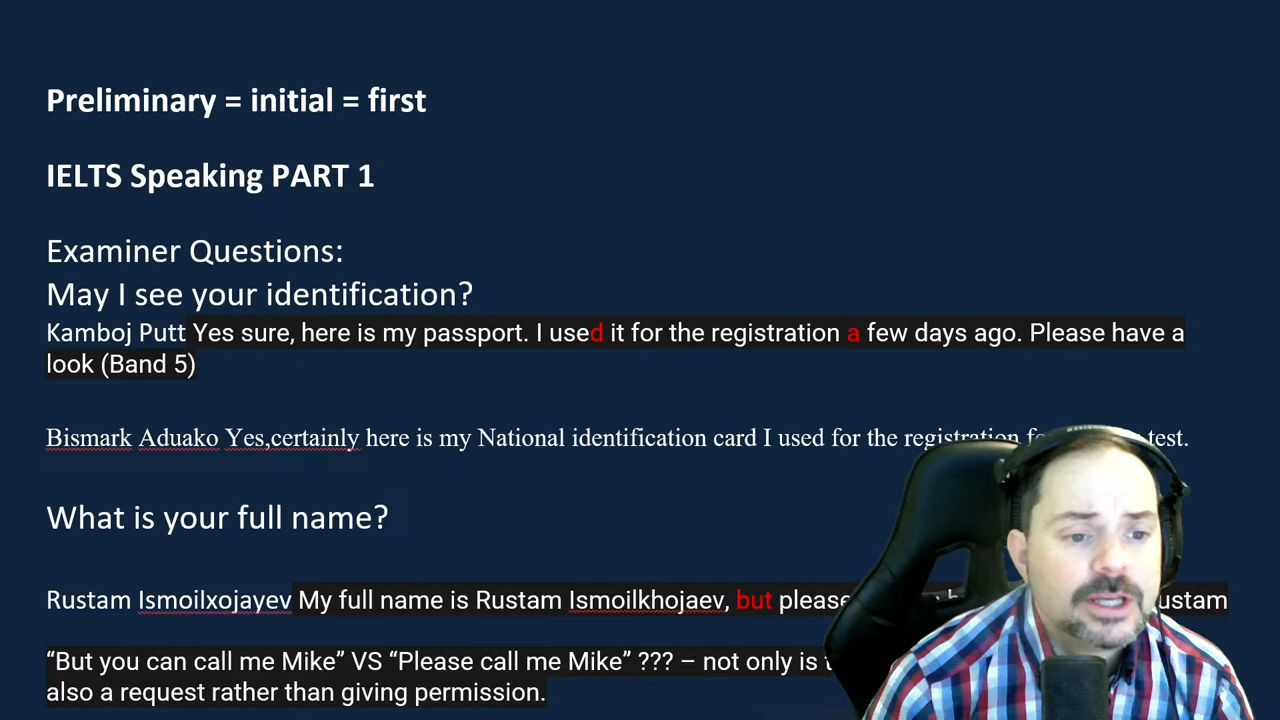 Preliminary = initial = first
IELTS Speaking PART 1
Examiner Questions:
May I see your identification?
Kamboj Putt Yes sure, here is my passport. I used it for the registration a few days ago. Please have a
look (Band 5)
Bismark Aduako Yes,certainly here is my National identification card I used for the registration test.
What is your full name?
Rustam Ismoilxojayev My full name is Rustam Ismoilkhojaev, but please
“But you can call me Mike” VS “Please call me Mike” ??? – not only is
also a request rather than giving permission.